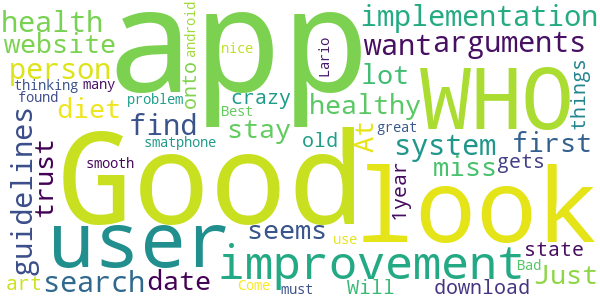 health
website
person
thinking many
found
diet
app
android
onto
nice
Lario
implementation
want arguments
WHO
lot
things
problem
Best
crazy
find
stay
healthy
great
old
At
system
first
guidelines
trust
smooth
smatphone
Good
look
miss
gets
1year
user
seems
improvement
use
state
search
date
art
Come
must
Will
download
Bad
Just